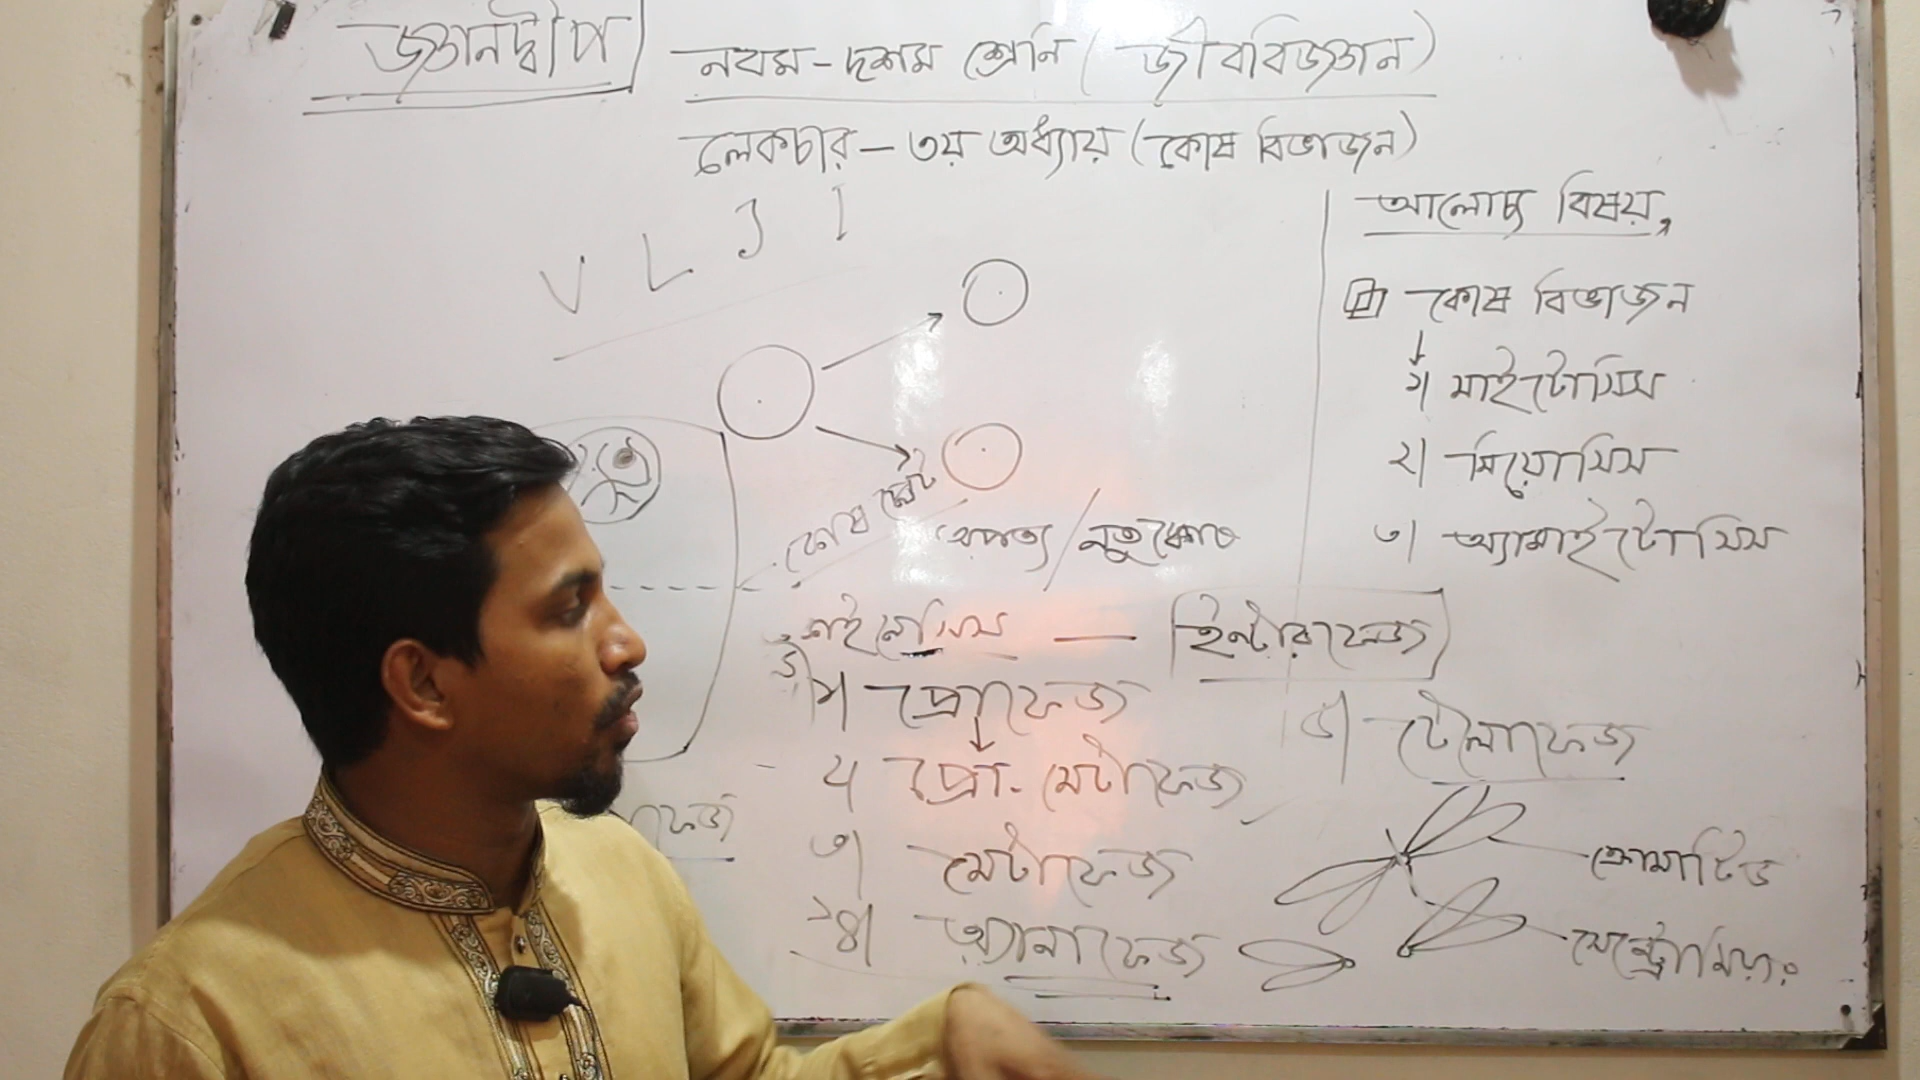 জ্ঞানদ্বীপ
নবম - দশম শ্রেনি ( জীববিজ্ঞান )
লেকচার - ৩য় অধ্যায় ( কোষ বিভাজন )
V L J I
আলোচ্য বিষয়,
কোষ বিভাজন
১| মাইটোসিস
২| মিয়োসিস
৩| অ্যামাইটোসিস
কোষ প্লেট
অপত্য / নতুকোষ
— ইন্টারফেজ
১| প্রোফেজ
২| প্রো. মেটাফেজ
৩| মেটাফেজ
৪| অ্যানাফেজ
৫| টেলোফেজ
ক্রোমাটিড
সেন্ট্রোমিয়ার